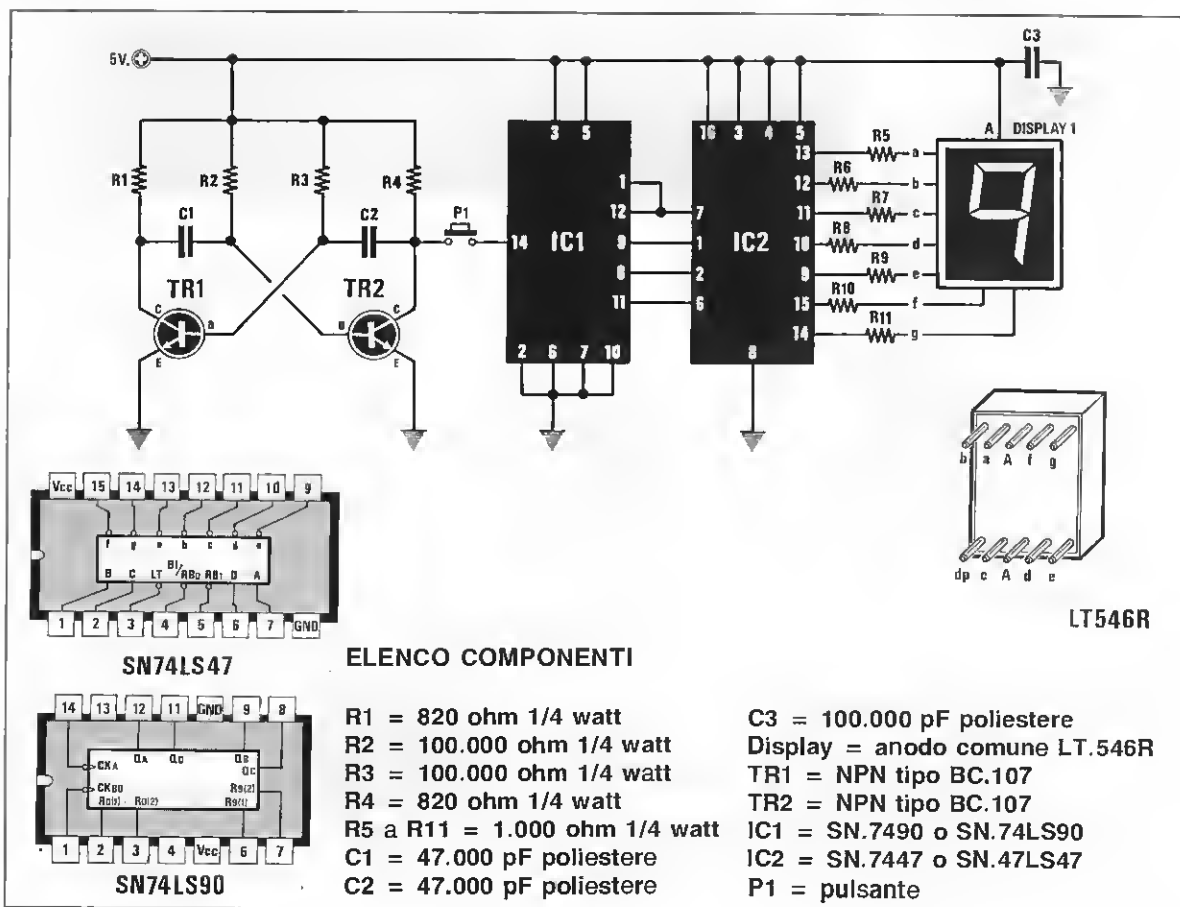 5V.
C3
A DISPLAY 1
R1 R2 R3 R4
C1 C2
P1
TR1 TR2
C B E
B C E
3 5
1
12
14 IC1 9
8
11
2 6 7 10
16 3 4 5
7
1
2
6
IC2
13 R5 a
12 R6 b
11 R7 c
10 R8 d
9 R9 e
15 R10 f
14 R11 g
8
b a A f g
dp c A d e
LT546R
Vcc 15 14 13 12 11 10 9
f g a b c d e
B C LT BI/RBO RBI D A
1 2 3 4 5 6 7 GND
SN74LS47
14 13 12 11 GND 9 8
CKA QA QD QB QC
CKBD R0(1) R0(2) R9(1) R9(2)
1 2 3 4 Vcc 6 7
SN74LS90
ELENCO COMPONENTI
R1 = 820 ohm 1/4 watt
R2 = 100.000 ohm 1/4 watt
R3 = 100.000 ohm 1/4 watt
R4 = 820 ohm 1/4 watt
R5 a R11 = 1.000 ohm 1/4 watt
C1 = 47.000 pF poliestere
C2 = 47.000 pF poliestere
C3 = 100.000 pF poliestere
Display = anodo comune LT.546R
TR1 = NPN tipo BC.107
TR2 = NPN tipo BC.107
IC1 = SN.7490 o SN.74LS90
IC2 = SN.7447 o SN.47LS47
P1 = pulsante